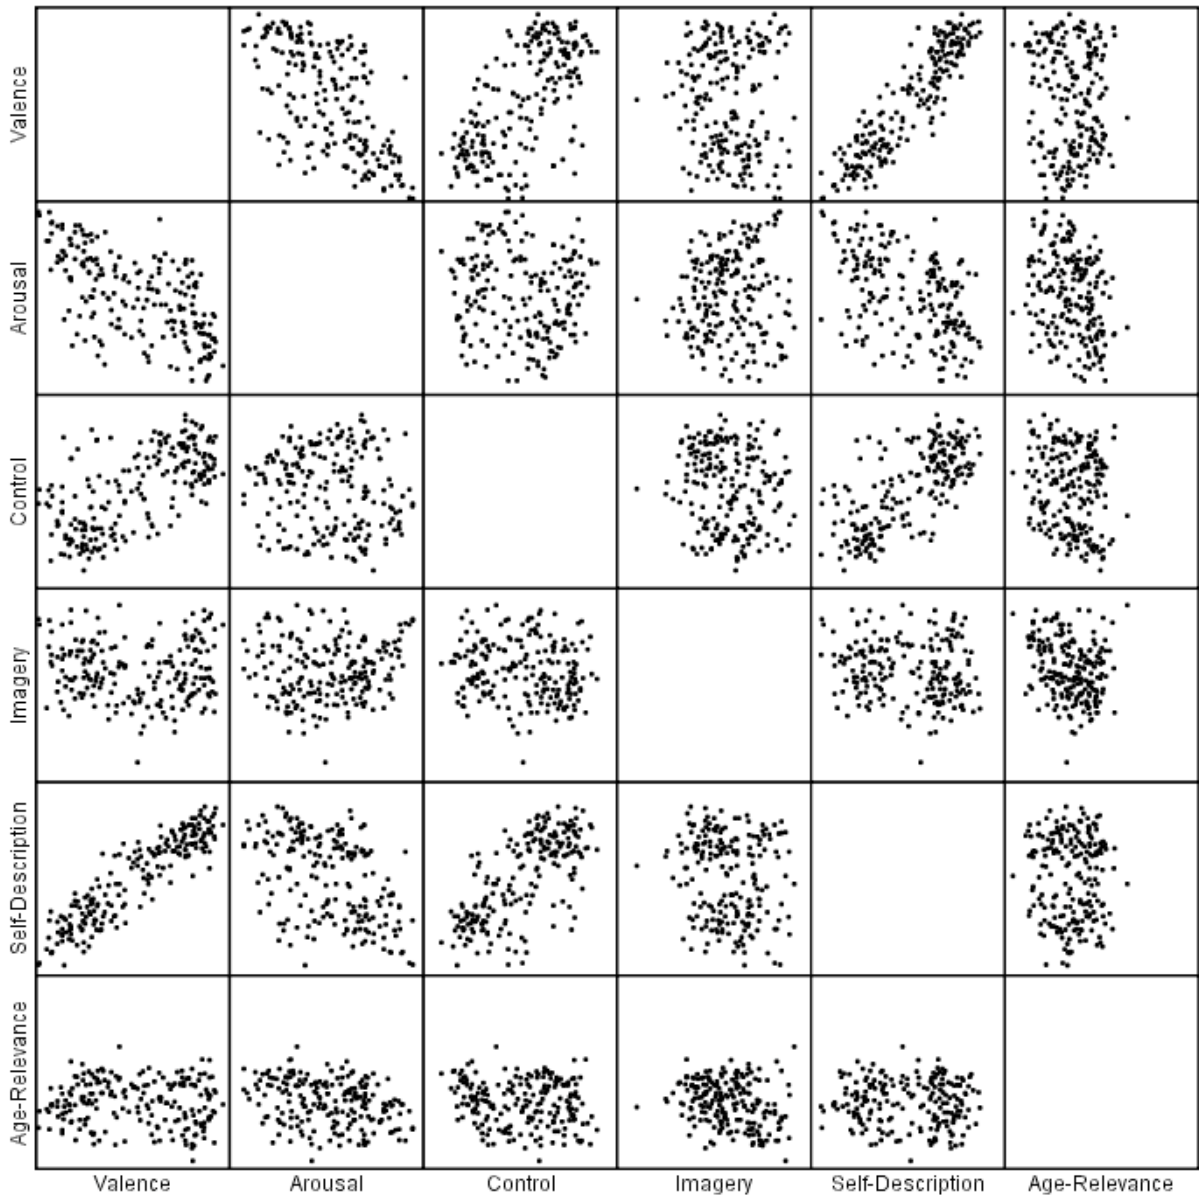 Valence
Arousal
Control
Imagery
Self-Description
Age-Relevance
Valence Arousal Control Imagery Self-Description Age-Relevance